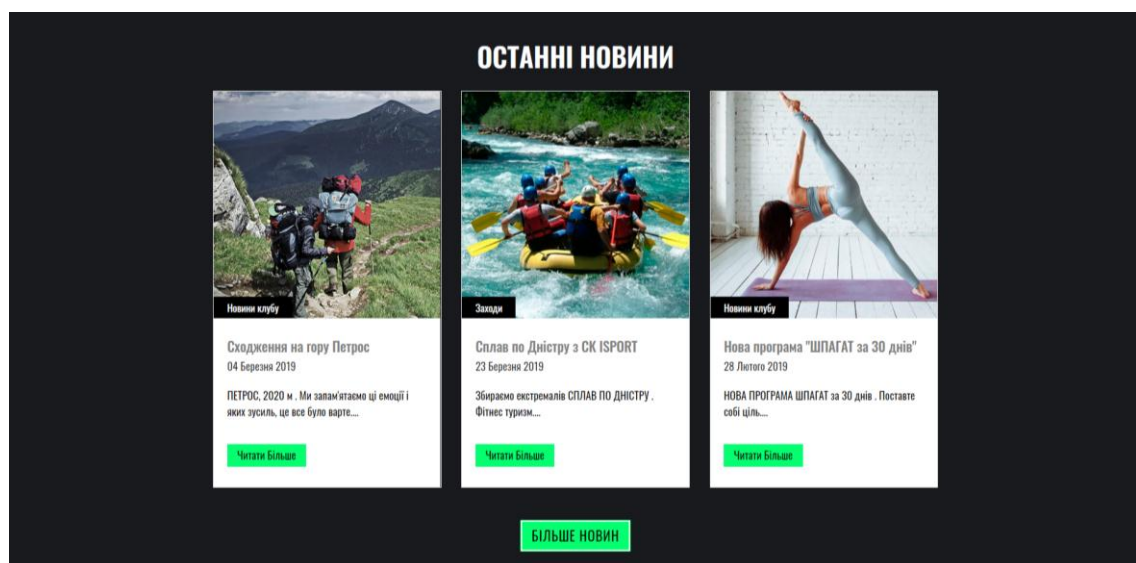 ОСТАННІ НОВИНИ
Новини клубу
Сходження на гору Петрос
04 Березня 2019
ПЕТРОС, 2020 м . Ми запам'ятаємо ці емоції і
яких зусиль, це все було варте....
Читати Більше
Заходи
Сплав по Дністру з СК ISPORT
23 Березня 2019
Збираємо екстремалів СПЛАВ ПО ДНІСТРУ .
Фітнес туризм....
Читати Більше
Новини клубу
Нова програма "ШПАГАТ за 30 днів"
28 Лютого 2019
НОВА ПРОГРАМА ШПАГАТ за 30 днів . Поставте
собі ціль....
Читати Більше
БІЛЬШЕ НОВИН